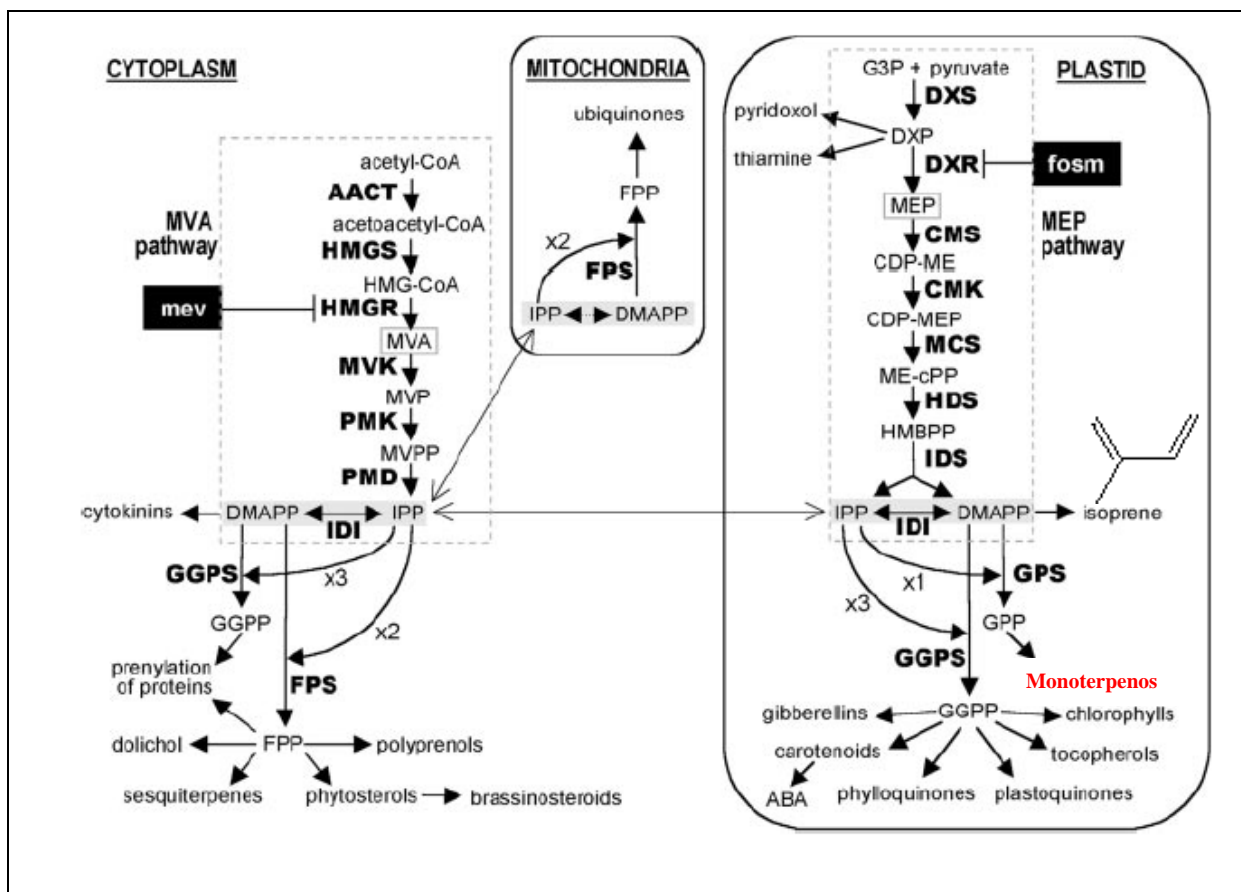 CYTOPLASM
acetyl-CoA
AACT
acetoacetyl-CoA
MVA
pathway
HMGS
HMG-CoA
mev
HMGR
MVA
MVK
MVP
PMK
MVPP
PMD
cytokinins
DMAPP
IPP
IDI
GGPS
x3
x2
GGPP
prenylation
of proteins
FPS
dolichol
FPP
polyprenols
sesquiterpenes
phytosterols
brassinosteroids
MITOCHONDRIA
ubiquinones
FPP
x2
FPS
IPP
DMAPP
PLASTID
G3P + pyruvate
DXS
pyridoxol
DXP
thiamine
DXR
fosm
MEP
MEP
pathway
CMS
CDP-ME
CMK
CDP-MEP
MCS
ME-cPP
HDS
HMBPP
IDS
IPP
DMAPP
isoprene
IDI
x1
GPS
x3
GPP
GGPS
Monoterpenos
gibberellins
GGPP
chlorophylls
carotenoids
tocopherols
ABA
phylloquinones
plastoquinones